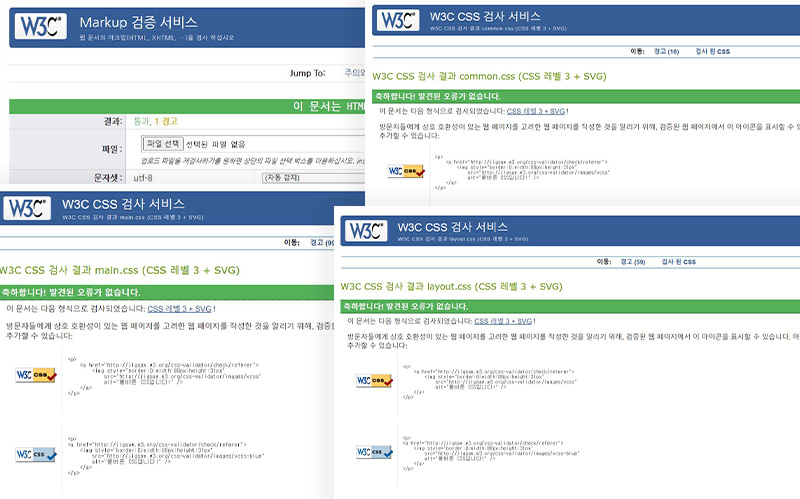 W3C
Markup 검증 서비스
웹 문서의 마크업(HTML, XHTML, …)을 검사 하십시오
Jump To: 주의와
이 문서는 HTML
결과: 통과, 1 경고
파일 : 파일 선택 선택된 파일 없음
업로드 파일을 재검사하기를 원하면 상단의 파일 선택 박스를 이용하십시오,
문자셋 : utf-8 (자동 감지)
W3C
W3C CSS 검사 서비스
W3C CSS 검사 결과 common.css (CSS 레벨 3 + SVG)
이동: 경고 (16) 검사 된 CSS
W3C CSS 검사 결과 common.css (CSS 레벨 3 + SVG)
축하합니다! 발견된 오류가 없습니다.
이 문서는 다음 형식으로 검사되었습니다: CSS 레벨 3 + SVG !
방문자들에게 상호 호환성이 있는 웹 페이지를 고려한 웹 페이지를 작성한 것을 알리기 위해, 검증된 웹 페이지에서 이 아이콘을 표시할 수 있
추가할 수 있습니다:
W3C css
<p>
<a href="http://jigsaw.w3.org/css-validator/check/referer">
<img style="border:0;width:88px;height:31px"
src="http://jigsaw.w3.org/css-validator/images/vcss"
alt="올바른 CSS입니다!" />
</a>
</p>
W3C
W3C CSS 검사 서비스
W3C CSS 검사 결과 main.css (CSS 레벨 3 + SVG)
이동: 경고 (99
W3C CSS 검사 결과 main.css (CSS 레벨 3 + SVG)
축하합니다! 발견된 오류가 없습니다.
이 문서는 다음 형식으로 검사되었습니다: CSS 레벨 3 + SVG !
방문자들에게 상호 호환성이 있는 웹 페이지를 고려한 웹 페이지를 작성한 것을 알리기 위해, 검증된
추가할 수 있습니다:
W3C css
<p>
<a href="http://jigsaw.w3.org/css-validator/check/referer">
<img style="border:0;width:88px;height:31px"
src="http://jigsaw.w3.org/css-validator/images/vcss"
alt="올바른 CSS입니다!" />
</a>
</p>
W3C css
<p>
<a href="http://jigsaw.w3.org/css-validator/check/referer">
<img style="border:0;width:88px;height:31px"
src="http://jigsaw.w3.org/css-validator/images/vcss-blue"
alt="올바른 CSS입니다!" />
</a>
</p>
W3C
W3C CSS 검사 서비스
W3C CSS 검사 결과 layout.css (CSS 레벨 3 + SVG)
이동: 경고 (59) 검사 된 CSS
W3C CSS 검사 결과 layout.css (CSS 레벨 3 + SVG)
축하합니다! 발견된 오류가 없습니다.
이 문서는 다음 형식으로 검사되었습니다: CSS 레벨 3 + SVG !
방문자들에게 상호 호환성이 있는 웹 페이지를 고려한 웹 페이지를 작성한 것을 알리기 위해, 검증된 웹 페이지에서 이 아이콘을 표시할 수 있습니다. 아
추가할 수 있습니다:
W3C css
<p>
<a href="http://jigsaw.w3.org/css-validator/check/referer">
<img style="border:0;width:88px;height:31px"
src="http://jigsaw.w3.org/css-validator/images/vcss"
alt="올바른 CSS입니다!" />
</a>
</p>
W3C css
<p>
<a href="http://jigsaw.w3.org/css-validator/check/referer">
<img style="border:0;width:88px;height:31px"
src="http://jigsaw.w3.org/css-validator/images/vcss-blue"
alt="올바른 CSS입니다!" />
</a>
</p>